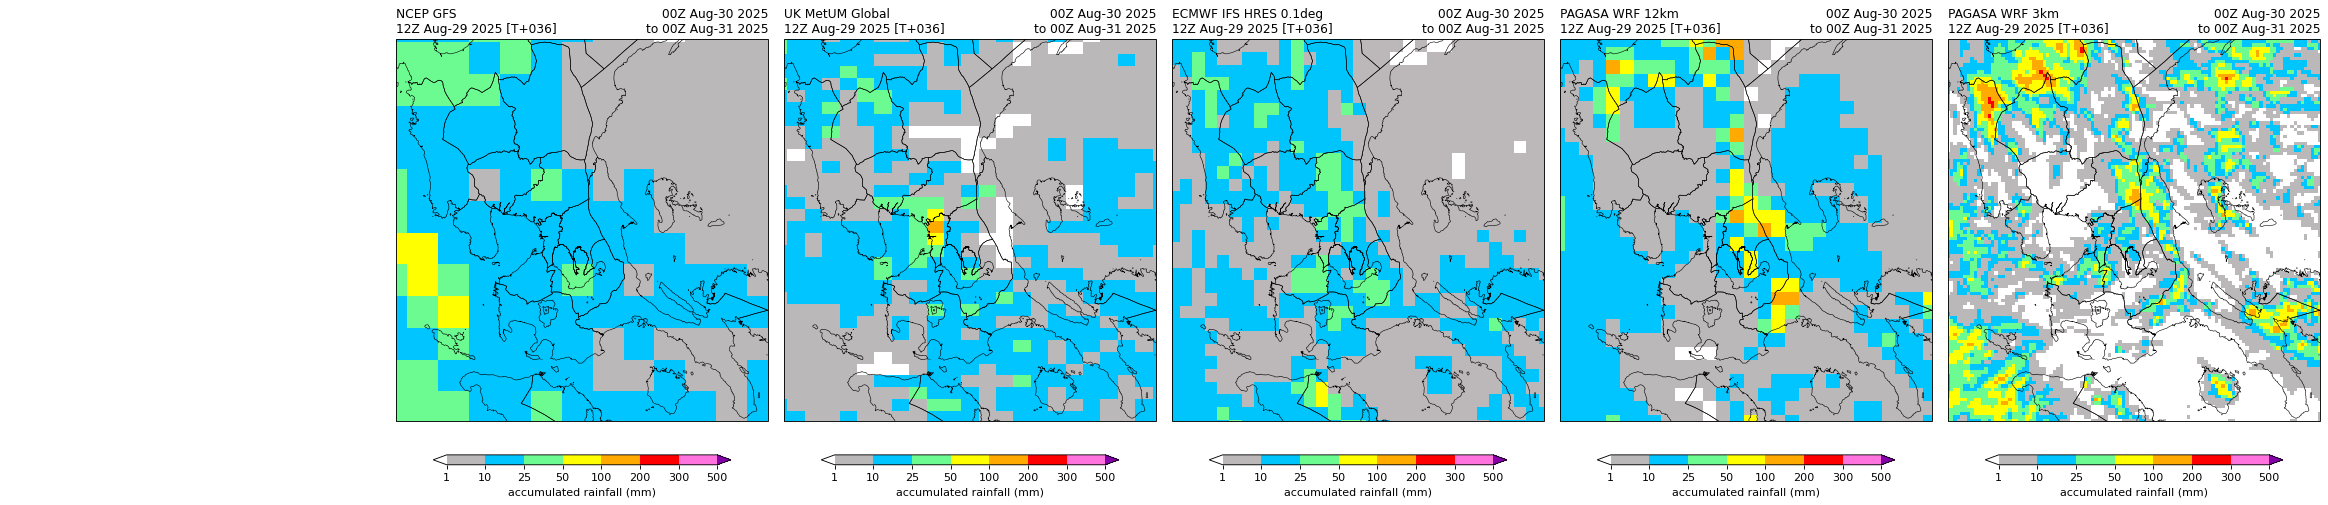 NCEP GFS 00Z Aug-30 2025
12Z Aug-29 2025 [T+036] to 00Z Aug-31 2025
1 10 25 50 100 200 300 500
accumulated rainfall (mm)
UK MetUM Global 00Z Aug-30 2025
12Z Aug-29 2025 [T+036] to 00Z Aug-31 2025
1 10 25 50 100 200 300 500
accumulated rainfall (mm)
ECMWF IFS HRES 0.1deg 00Z Aug-30 2025
12Z Aug-29 2025 [T+036] to 00Z Aug-31 2025
1 10 25 50 100 200 300 500
accumulated rainfall (mm)
PAGASA WRF 12km 00Z Aug-30 2025
12Z Aug-29 2025 [T+036] to 00Z Aug-31 2025
1 10 25 50 100 200 300 500
accumulated rainfall (mm)
PAGASA WRF 3km 00Z Aug-30 2025
12Z Aug-29 2025 [T+036] to 00Z Aug-31 2025
1 10 25 50 100 200 300 500
accumulated rainfall (mm)